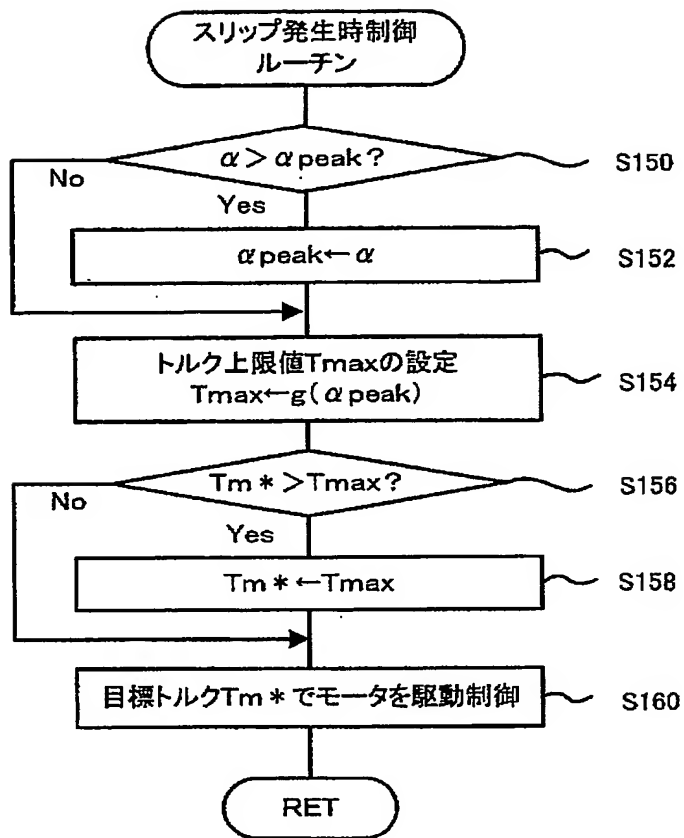 スリップ発生時制御
ルーチン
α＞αpeak?
S150
No
Yes
αpeak←α
S152
トルク上限値Tmaxの設定
Tmax←g(αpeak)
S154
Tm*＞Tmax?
S156
No
Yes
Tm*←Tmax
S158
目標トルクTm*でモータを駆動制御
S160
RET